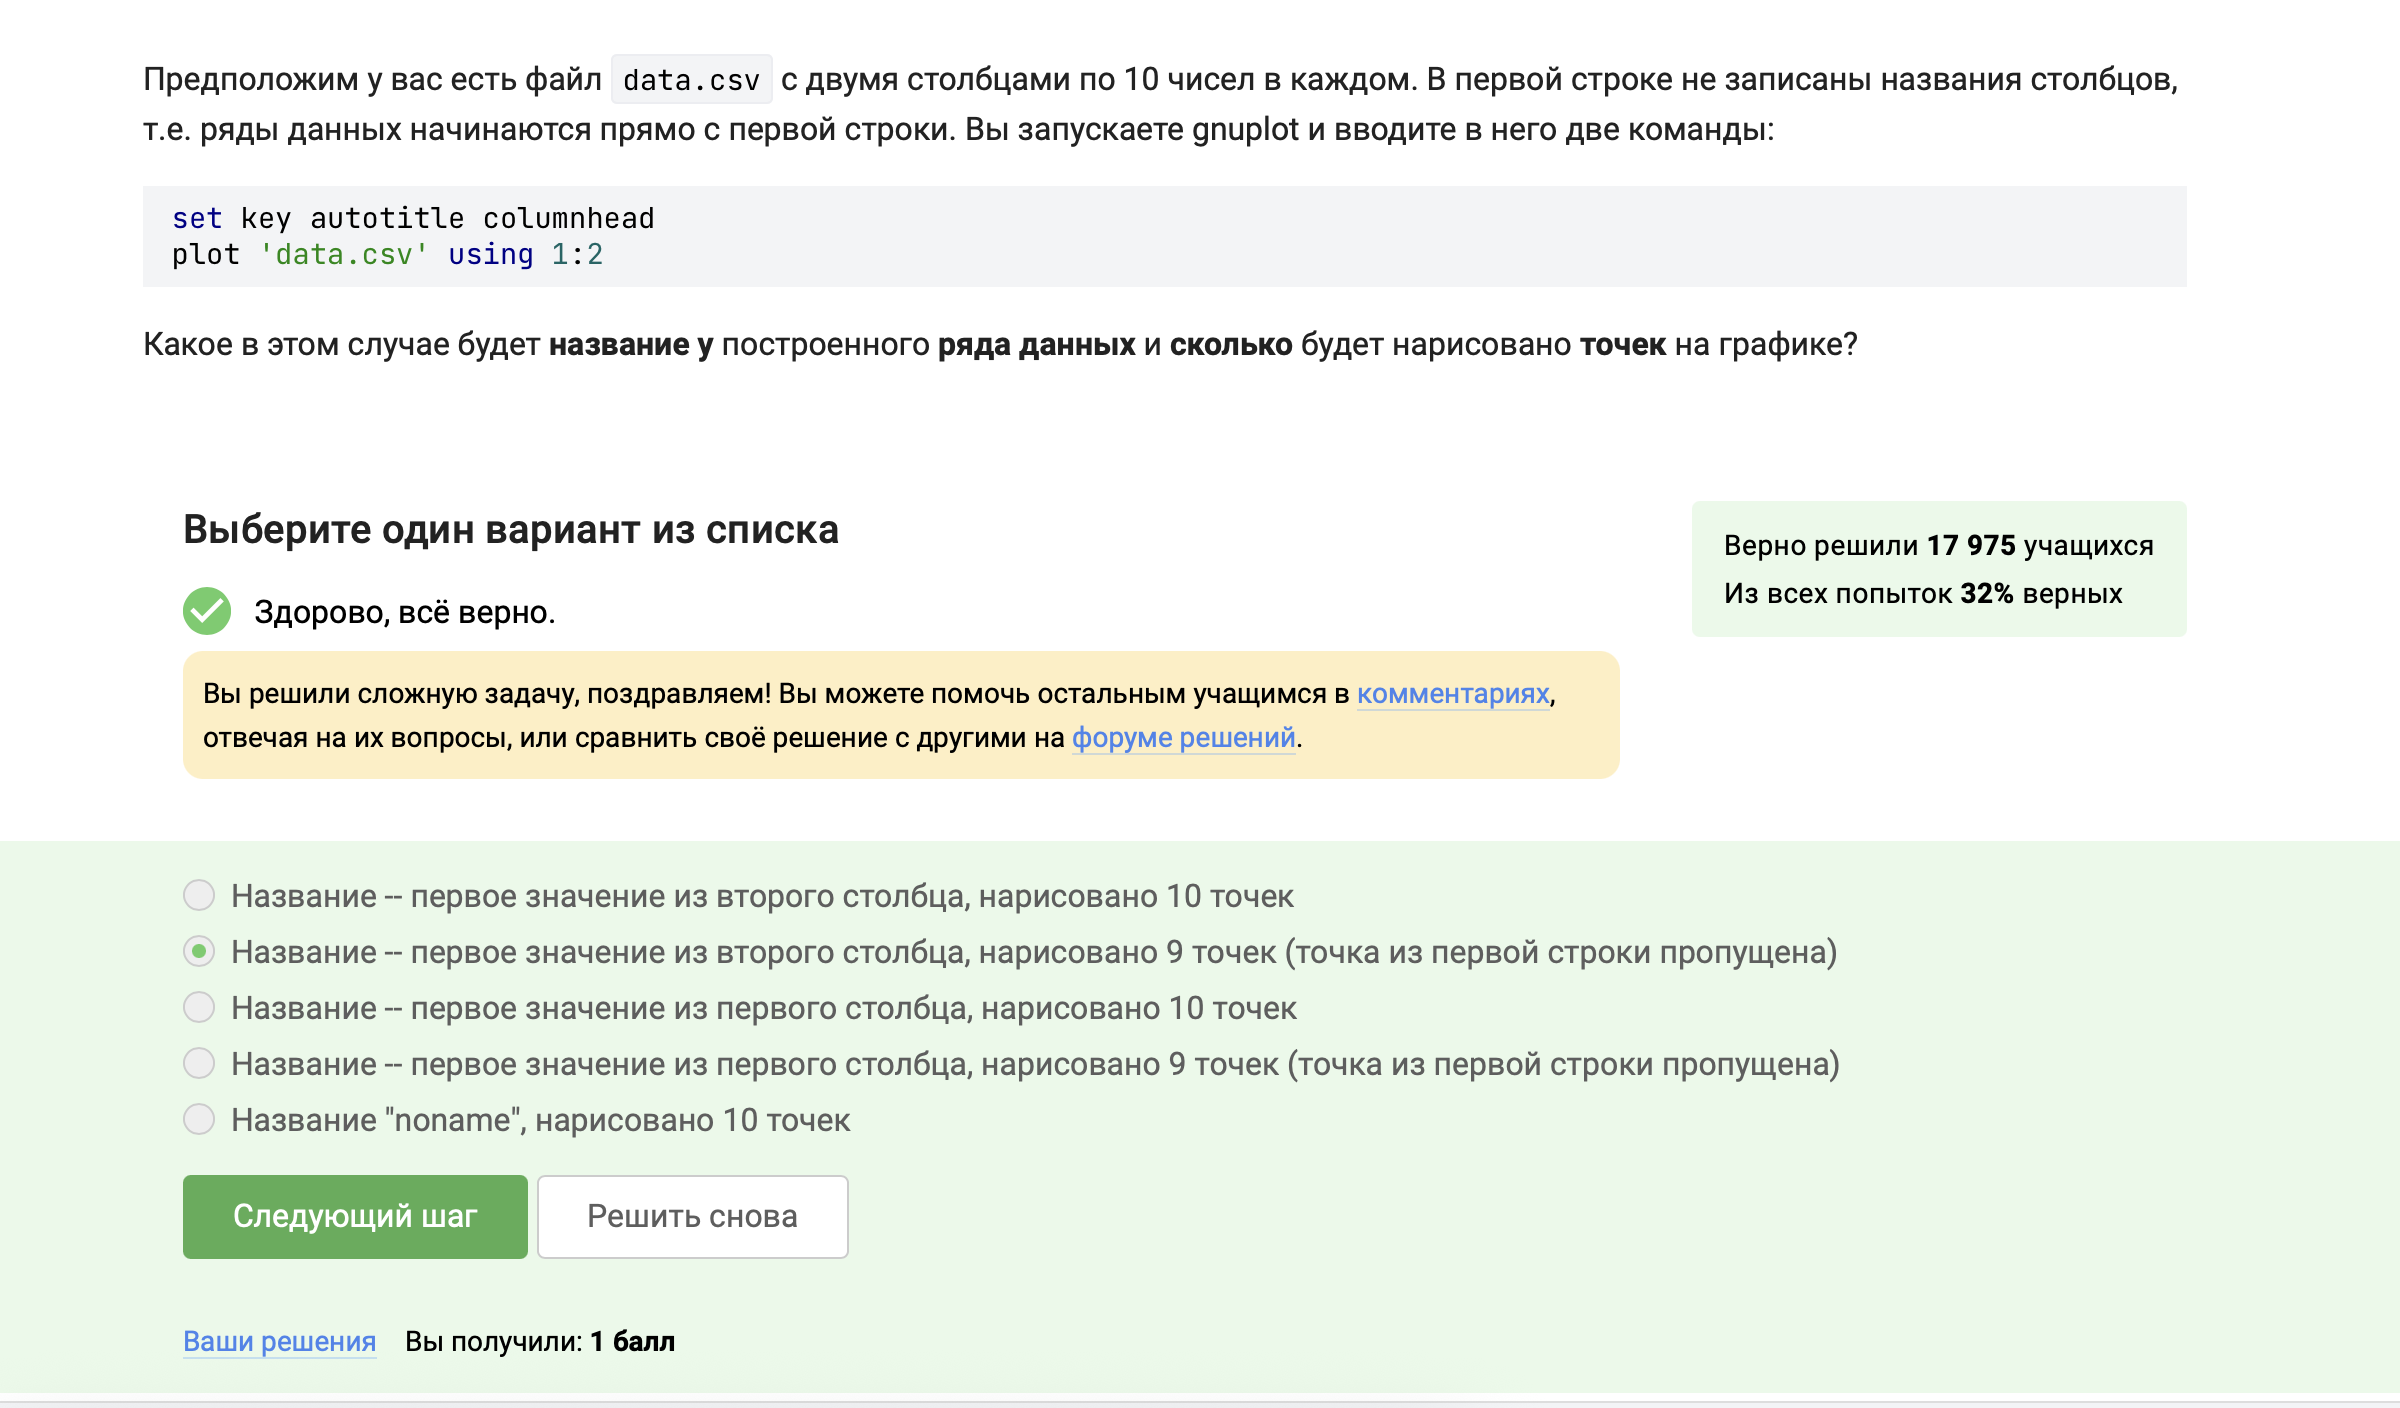 Предположим у вас есть файл data.csv с двумя столбцами по 10 чисел в каждом. В первой строке не записаны названия столбцов,
т.е. ряды данных начинаются прямо с первой строки. Вы запускаете gnuplot и вводите в него две команды:
set key autotitle columnhead
plot 'data.csv' using 1:2
Какое в этом случае будет название у построенного ряда данных и сколько будет нарисовано точек на графике?
Выберите один вариант из списка
Верно решили 17 975 учащихся
Из всех попыток 32% верных
Здорово, всё верно.
Вы решили сложную задачу, поздравляем! Вы можете помочь остальным учащимся в комментариях,
отвечая на их вопросы, или сравнить своё решение с другими на форуме решений.
Название -- первое значение из второго столбца, нарисовано 10 точек
Название -- первое значение из второго столбца, нарисовано 9 точек (точка из первой строки пропущена)
Название -- первое значение из первого столбца, нарисовано 10 точек
Название -- первое значение из первого столбца, нарисовано 9 точек (точка из первой строки пропущена)
Название "noname", нарисовано 10 точек
Следующий шаг Решить снова
Ваши решения Вы получили: 1 балл